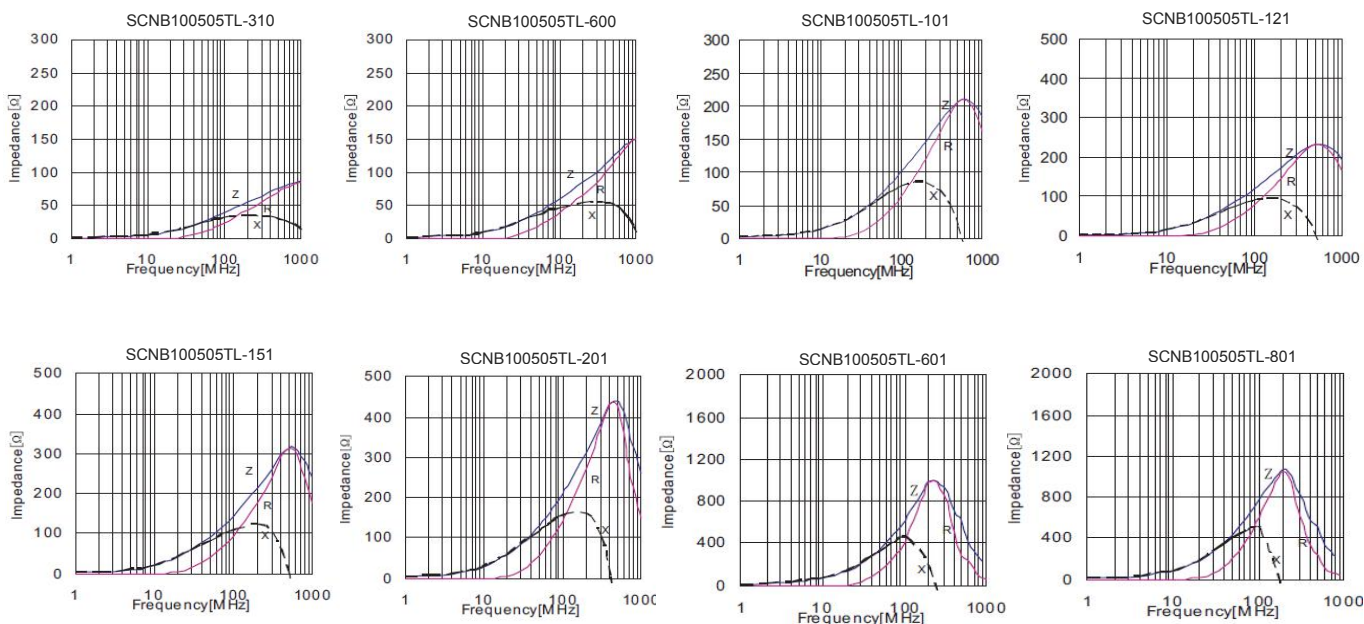 SCNB100505TL-310
Impedance[Ω]
300
250
200
150
100
50
0
Z
R
X
1 10 100 1000
Frequency[MHz]
SCNB100505TL-600
Impedance[Ω]
300
250
200
150
100
50
0
Z
R
X
1 10 100 1000
Frequency[MHz]
SCNB100505TL-101
Impedance[Ω]
300
250
200
150
100
50
0
Z
R
X
1 10 100 1000
Frequency[MHz]
SCNB100505TL-121
Impedance[Ω]
500
400
300
200
100
0
Z
R
X
1 10 100 1000
Frequency[MHz]
SCNB100505TL-151
Impedance[Ω]
500
400
300
200
100
0
Z
R
X
1 10 100 1000
Frequency[MHz]
SCNB100505TL-201
Impedance[Ω]
500
400
300
200
100
0
Z
R
X
1 10 100 1000
Frequency[MHz]
SCNB100505TL-601
Impedance[Ω]
2000
1600
1200
800
400
0
Z
R
X
1 10 100 1000
Frequency[MHz]
SCNB100505TL-801
Impedance[Ω]
2000
1600
1200
800
400
0
Z
R
X
1 10 100 1000
Frequency[MHz]